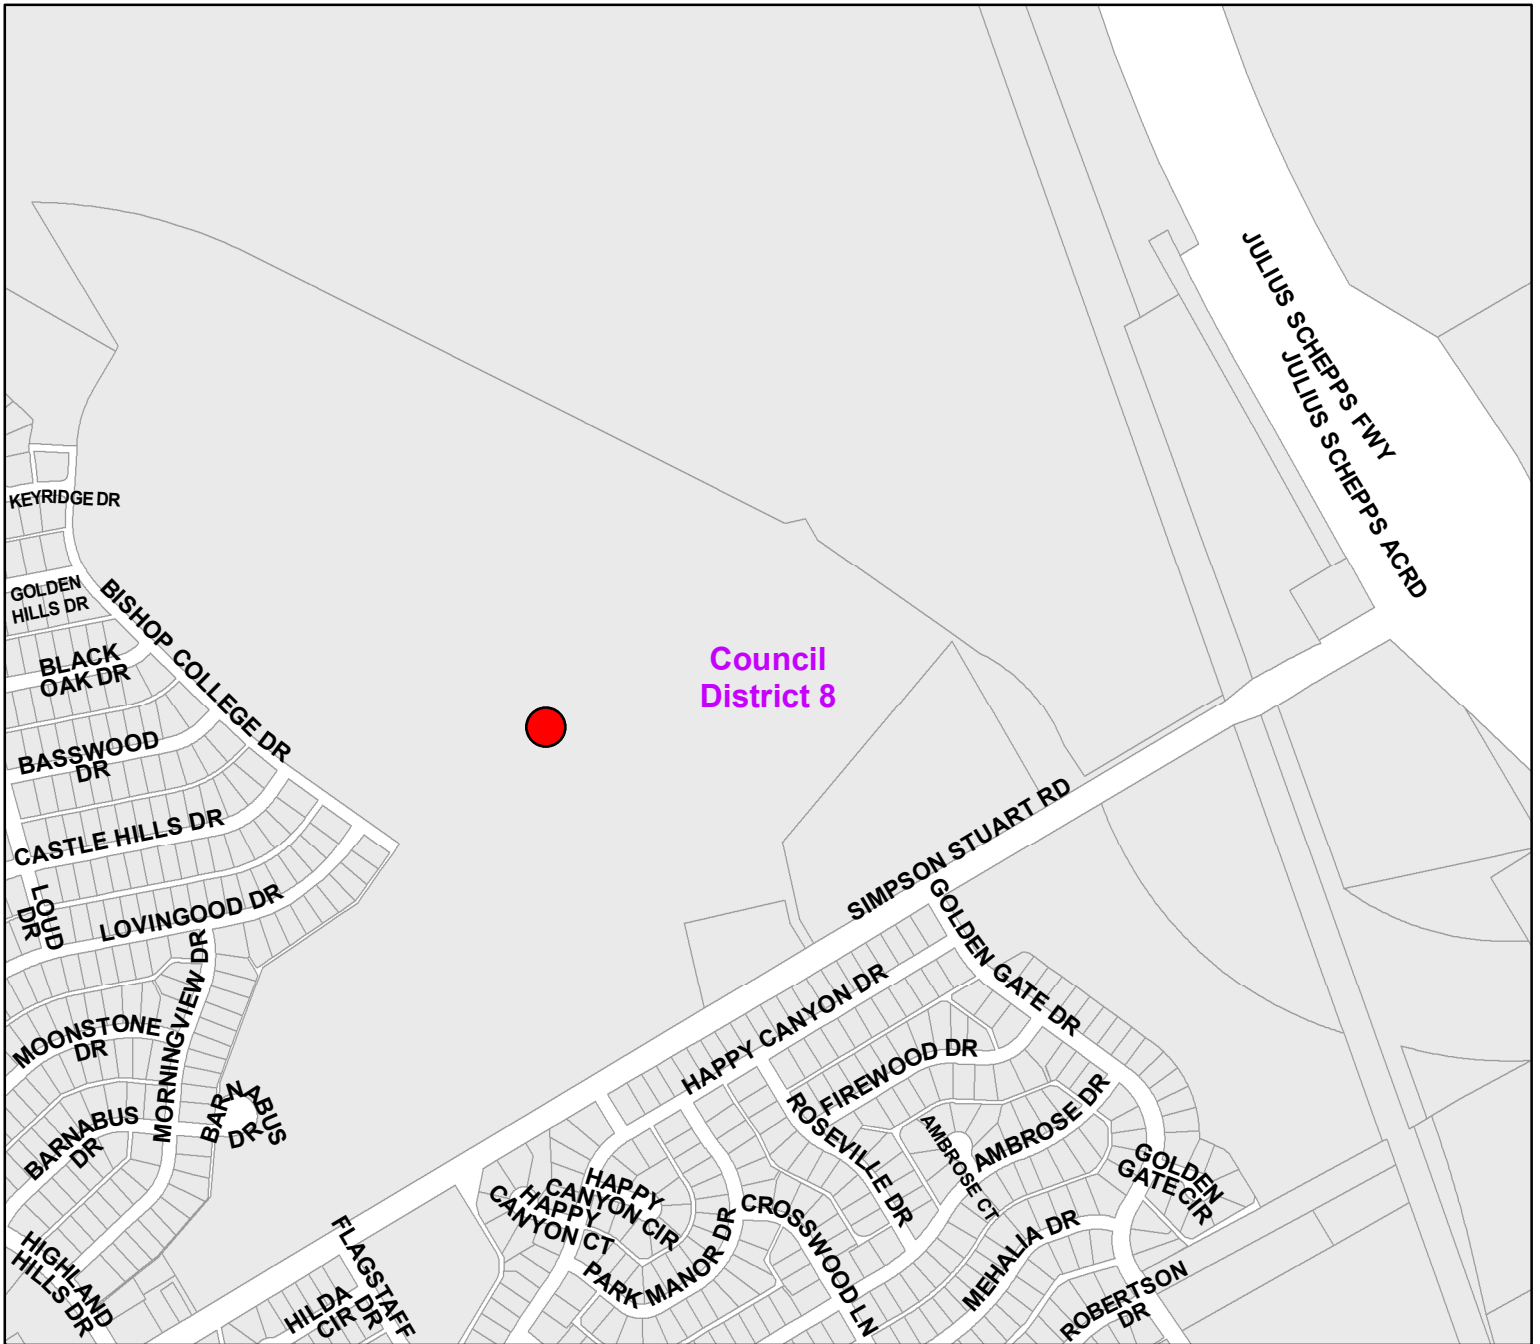 JULIUS SCHEPPS FWY
JULIUS SCHEPPS ACRD
KEYRIDGE DR
GOLDEN
HILLS DR
BISHOP COLLEGE DR
BLACK
OAK DR
Council
District 8
BASSWOOD
DR
CASTLE HILLS DR
SIMPSON STUART RD
LOUD
DR
LOVINGOOD DR
GOLDEN GATE DR
MORNINGVIEW DR
HAPPY CANYON DR
MOONSTONE
DR
FIREWOOD DR
BARNABUS
DR
BARNABUS
DR
ROSEVILLE DR
AMBROSE DR
AMBROSE CT
GOLDEN
GATE CIR
HAPPY
CANYON CIR
HAPPY
CANYON CT
CROSSWOOD LN
PARK MANOR DR
MEHALIA DR
HIGHLAND
HILLS DR
FLAGSTAFF
DR
HILDA
CIR
ROBERTSON
DR